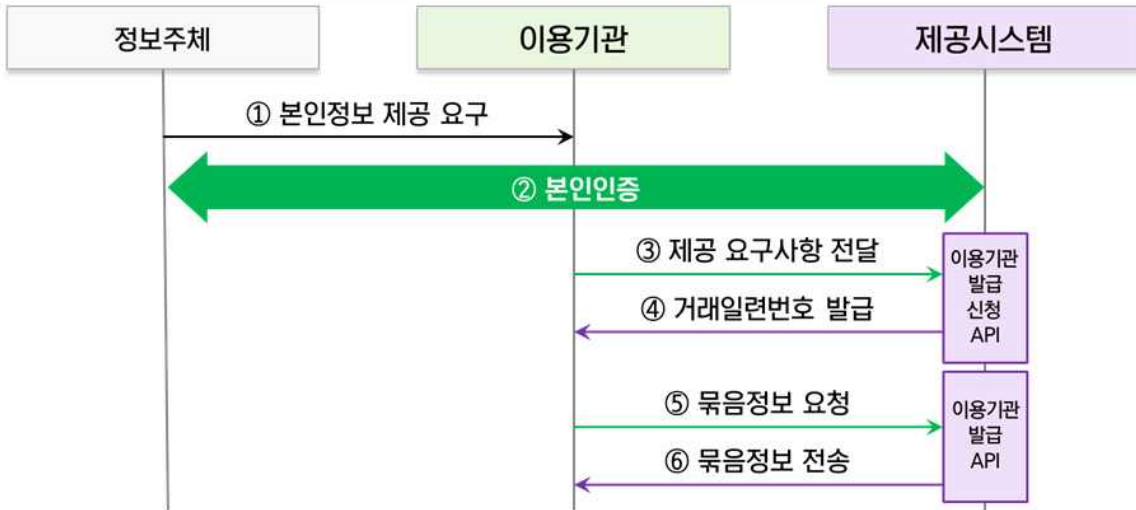 정보주체
이용기관
제공시스템
① 본인정보 제공 요구
② 본인인증
③ 제공 요구사항 전달
④ 거래일련번호 발급
이용기관
발급
신청
API
⑤ 묶음정보 요청
⑥ 묶음정보 전송
이용기관
발급
API